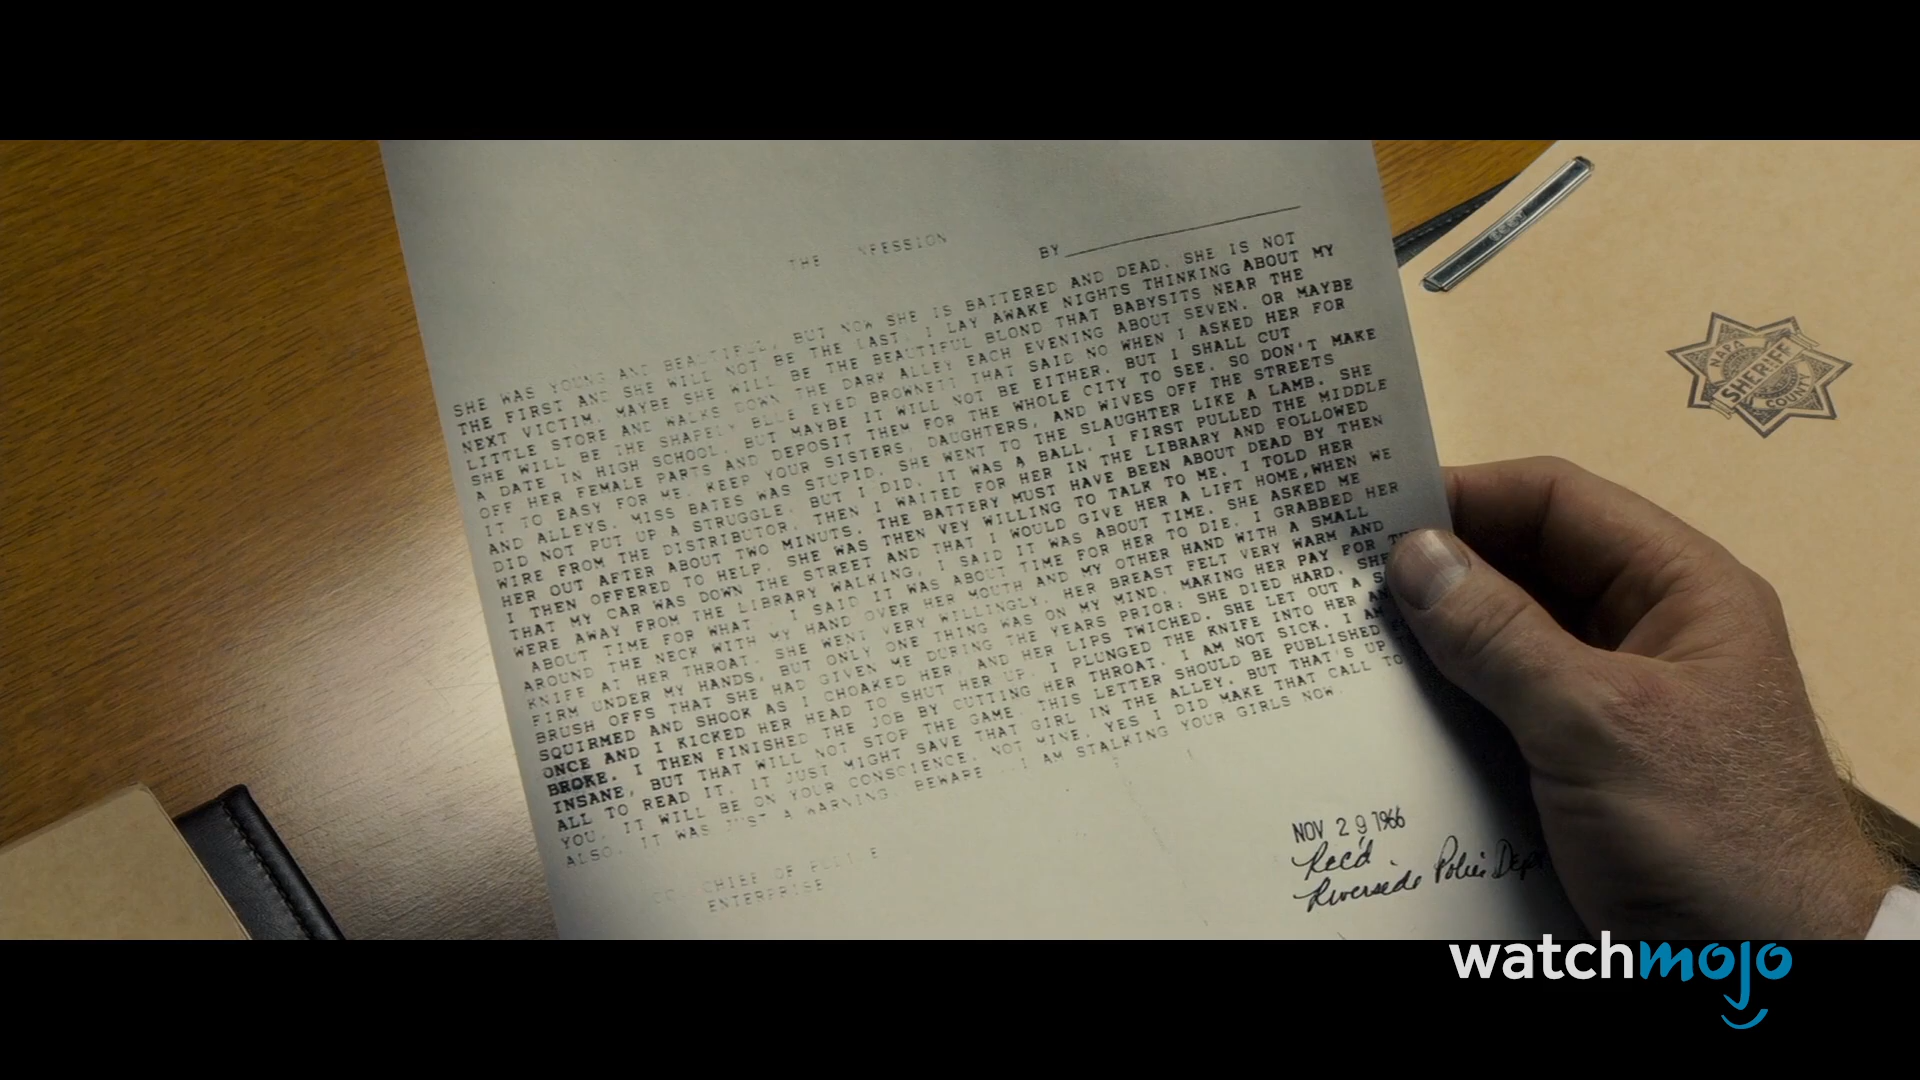 THE
BY
SHE WAS YOUNG AND BEAUTIFUL, BUT NOW SHE IS BATTERED AND DEAD. SHE IS NOT
THE FIRST AND SHE WILL NOT BE THE LAST. I LAY AWAKE NIGHTS THINKING ABOUT MY
NEXT VICTIM. MAYBE SHE WILL BE THE BEAUTIFUL BLOND THAT BABYSITS NEAR THE
LITTLE STORE AND WALKS DOWN THE DARK ALLEY EACH EVENING ABOUT SEVEN. OR MAYBE
SHE WILL BE THE SHAPELY BLUE EYED BROWNETT THAT SAID NO WHEN I ASKED HER FOR
A DATE IN HIGH SCHOOL. BUT MAYBE IT WILL NOT BE EITHER. BUT I SHALL CUT
OFF HER FEMALE PARTS AND DEPOSIT THEM FOR THE WHOLE CITY TO SEE. SO DON'T MAKE
IT TO EASY FOR ME. KEEP YOUR SISTERS, DAUGHTERS, AND WIVES OFF THE STREETS
AND ALLEYS. MISS BATES WAS STUPID. SHE WENT TO THE SLAUGHTER LIKE A LAMB. SHE
DID NOT PUT UP A STRUGGLE. BUT I DID. IT WAS A BALL. I FIRST PULLED THE MIDDLE
WIRE FROM THE DISTRIBUTOR. THEN I WAITED FOR HER IN THE LIBRARY AND FOLLOWED
HER OUT AFTER ABOUT TWO MINUTS. THE BATTERY MUST HAVE BEEN ABOUT DEAD BY THEN
I THEN OFFERED TO HELP. SHE WAS THEN VEY WILLING TO TALK TO ME. I TOLD HER
THAT MY CAR WAS DOWN THE STREET AND THAT I WOULD GIVE HER A LIFT HOME,WHEN WE
WERE AWAY FROM THE LIBRARY WALKING, I SAID IT WAS ABOUT TIME. SHE ASKED ME
ABOUT TIME FOR WHAT . I SAID IT WAS ABOUT TIME FOR HER TO DIE. I GRABBED HER
AROUND THE NECK WITH MY HAND OVER HER MOUTH AND MY OTHER HAND WITH A SMALL
KNIFE AT HER THROAT. SHE WENT VERY WILLINGLY. HER BREAST FELT VERY WARM AND
FIRM UNDER MY HANDS, BUT ONLY ONE THING WAS ON MY MIND. MAKING HER PAY FOR
BRUSH OFFS THAT SHE HAD GIVEN ME DURING THE YEARS PRIOR. SHE DIED HARD. SHE
SQUIRMED AND SHOOK AS I CHOAKED HER, AND HER LIPS TWICHED. SHE LET OUT A
ONCE AND I KICKED HER HEAD TO SHUT HER UP. I PLUNGED THE KNIFE INTO HER
BROKE. I THEN FINISHED THE JOB BY CUTTING HER THROAT. I AM NOT SICK. I AM
INSANE, BUT THAT WILL NOT STOP THE GAME. THIS LETTER SHOULD BE PUBLISHED
ALL TO READ IT. IT JUST MIGHT SAVE THAT GIRL IN THE ALLEY. BUT THAT'S UP
YOU. IT WILL BE ON YOUR CONSCIENCE. NOT MINE. YES I DID MAKE THAT CALL TO
ALSO. IT WAS JUST A WARNING. BEWARE...I AM STALKING YOUR GIRLS NOW.
CHIEF OF POLICE
ENTERPRISE
NOV 29 1966
Rec'd.
Riverside Police Dept
NAPA
SHERIFF
COUNTY
watchmojo